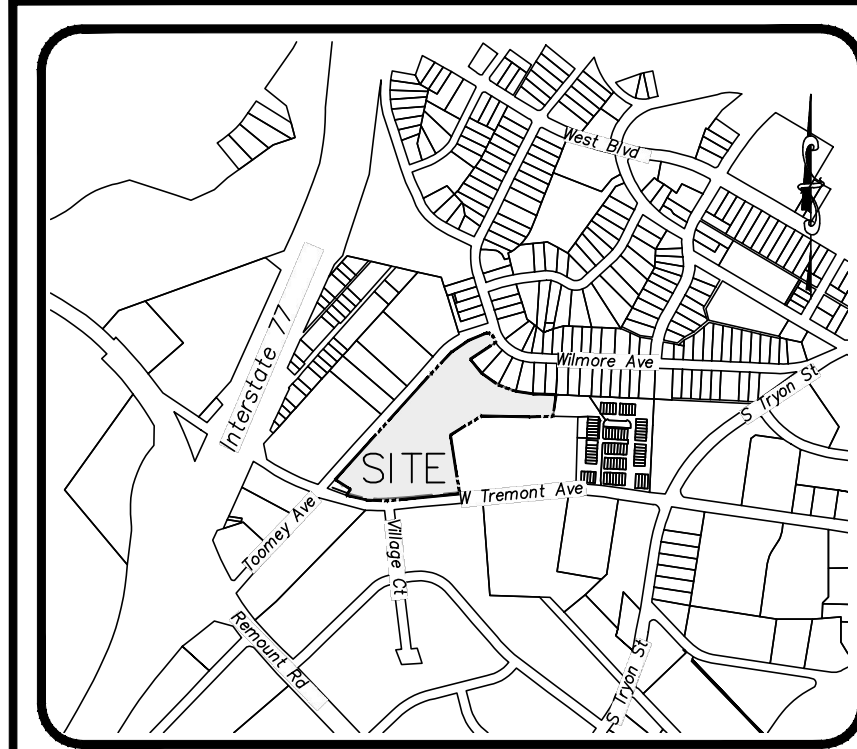 West Blvd
Interstate 77
Wilmore Ave
S Tryon St
SITE
W Tremont Ave
Toomey Ave
Village Ct
Remount Rd
S Tryon St